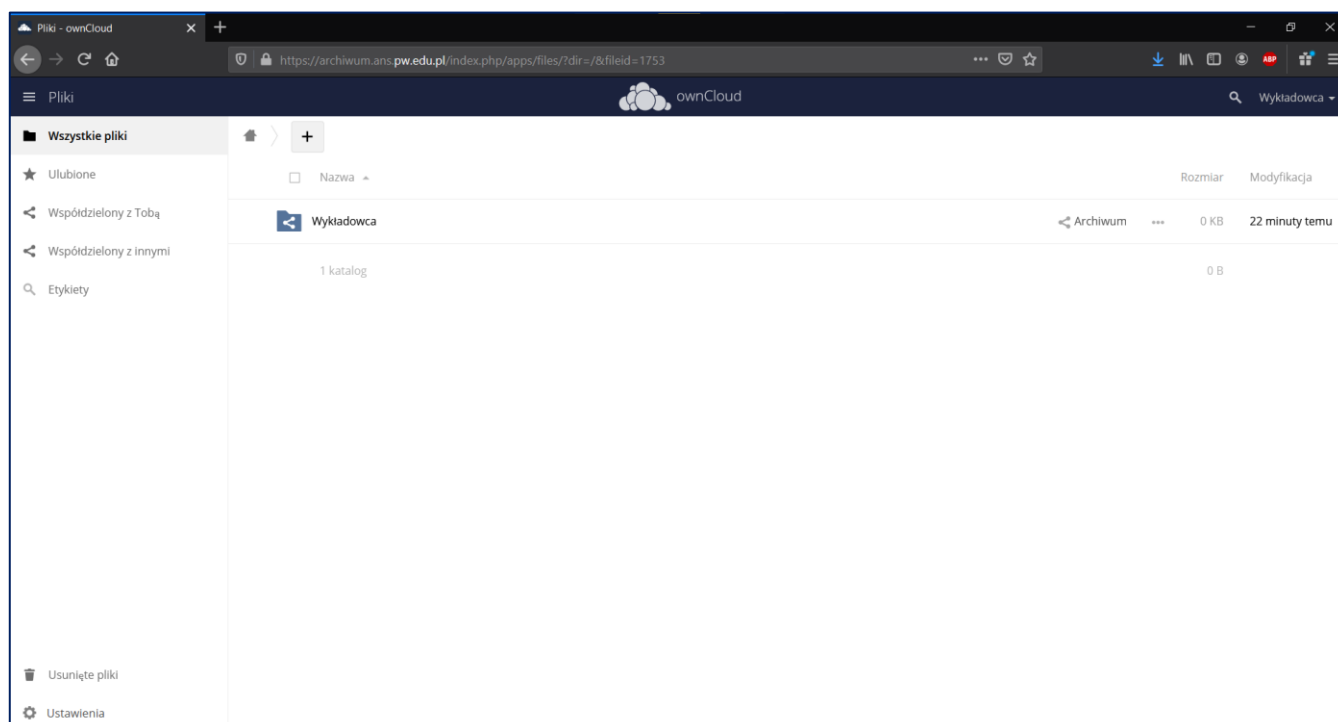 Pliki - ownCloud
https://archiwum.ans.pw.edu.pl/index.php/apps/files/?dir=/&fileid=1753
ABP
Pliki
ownCloud
Wykładowca
Wszystkie pliki
Ulubione
Współdzielony z Tobą
Współdzielony z innymi
Etykiety
Nazwa Rozmiar Modyfikacja
Wykładowca Archiwum 0 KB 22 minuty temu
1 katalog 0 B
Usunięte pliki
Ustawienia